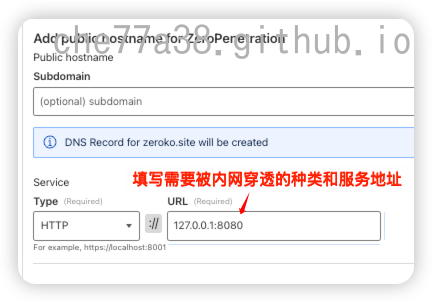 Add public hostname for ZeroPenetration
che77a38.github.io
Public hostname
Subdomain
(optional) subdomain
DNS Record for zeroko.site will be created
填写需要被内网穿透的种类和服务地址
Service
Type (Required)
URL (Required)
HTTP
://
127.0.0.1:8080
For example, https://localhost:8001